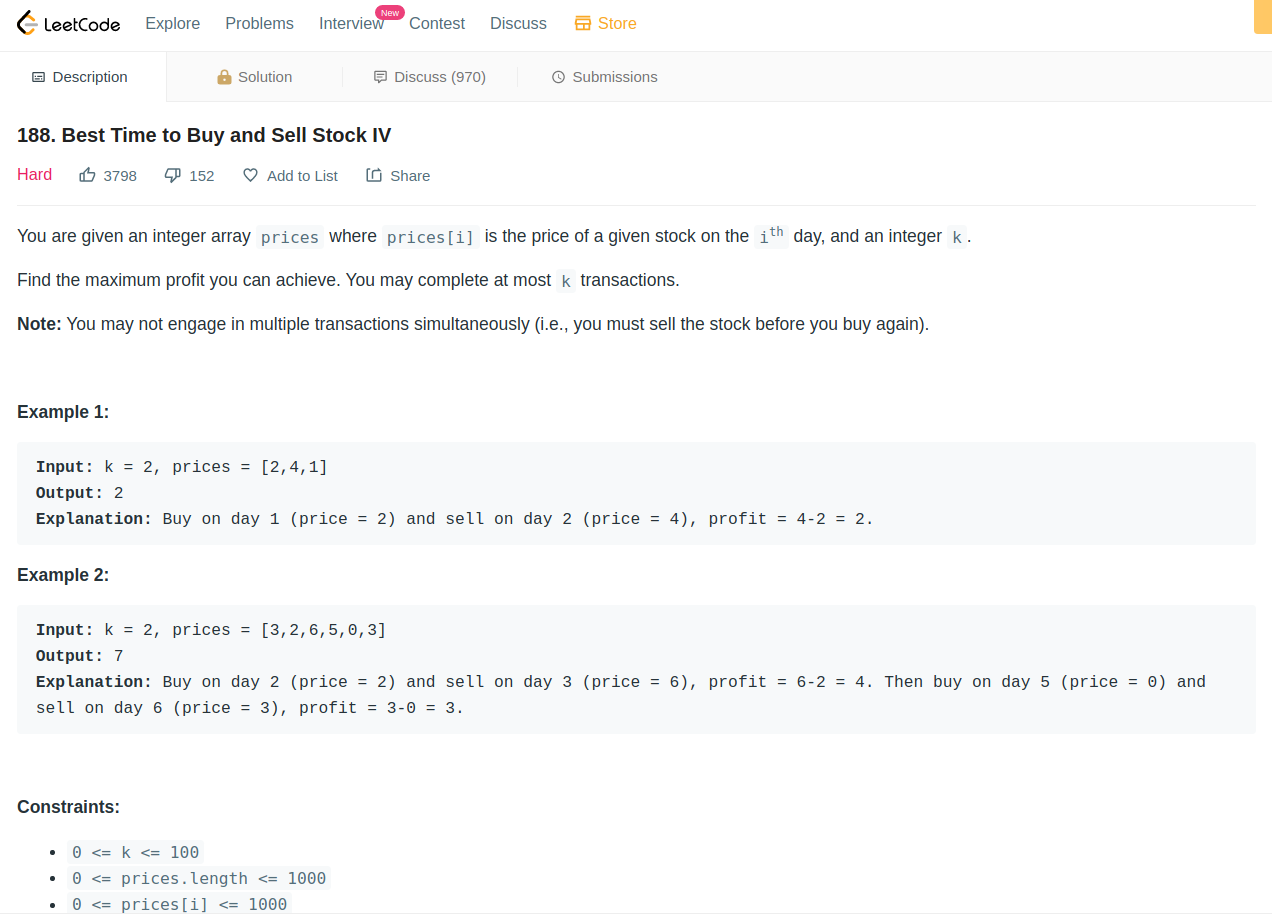 LeetCode Explore Problems Interview New Contest Discuss Store
Description Solution Discuss (970) Submissions
188. Best Time to Buy and Sell Stock IV
Hard 3798 152 Add to List Share
You are given an integer array prices where prices[i] is the price of a given stock on the ith day, and an integer k.
Find the maximum profit you can achieve. You may complete at most k transactions.
Note: You may not engage in multiple transactions simultaneously (i.e., you must sell the stock before you buy again).
Example 1:
Input: k = 2, prices = [2,4,1]
Output: 2
Explanation: Buy on day 1 (price = 2) and sell on day 2 (price = 4), profit = 4-2 = 2.
Example 2:
Input: k = 2, prices = [3,2,6,5,0,3]
Output: 7
Explanation: Buy on day 2 (price = 2) and sell on day 3 (price = 6), profit = 6-2 = 4. Then buy on day 5 (price = 0) and
sell on day 6 (price = 3), profit = 3-0 = 3.
Constraints:
0 <= k <= 100
0 <= prices.length <= 1000
0 <= prices[i] <= 1000